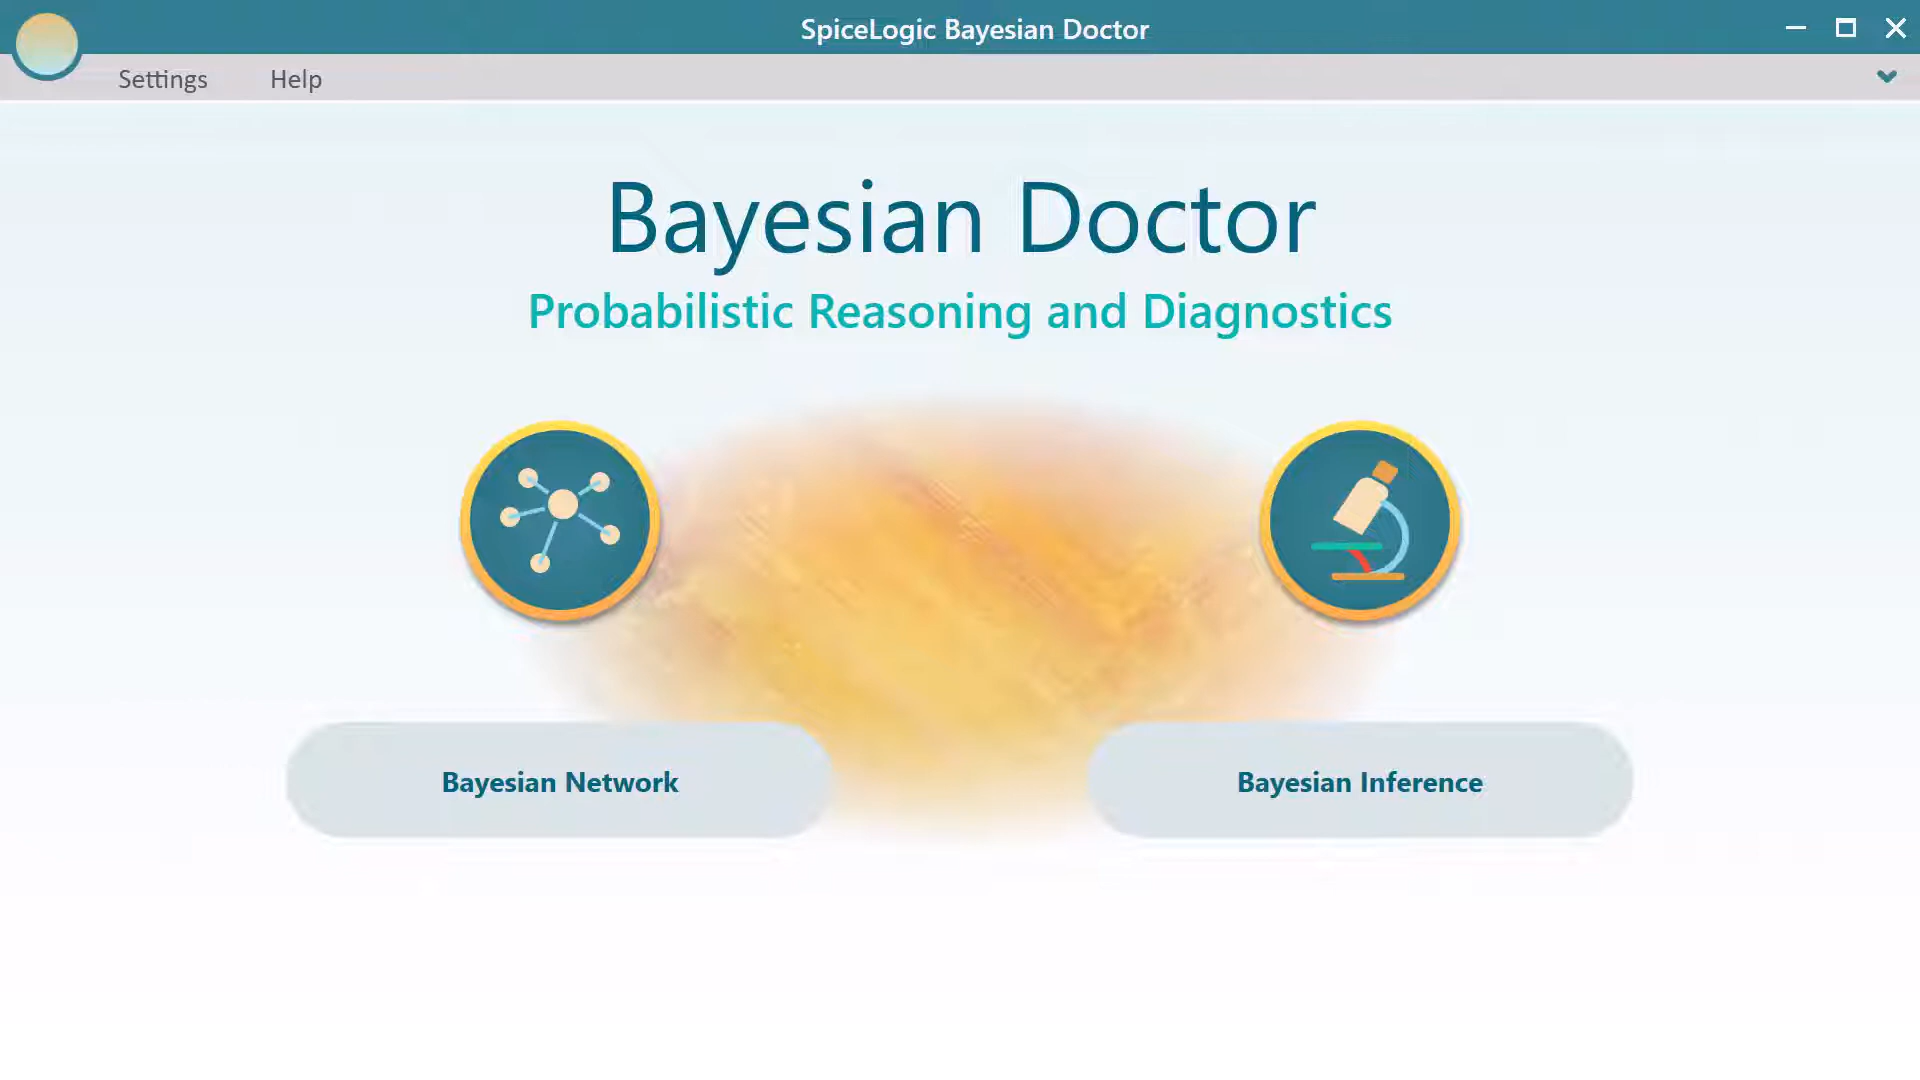 SpiceLogic Bayesian Doctor
Settings Help
Bayesian Doctor
Probabilistic Reasoning and Diagnostics
Bayesian Network
Bayesian Inference